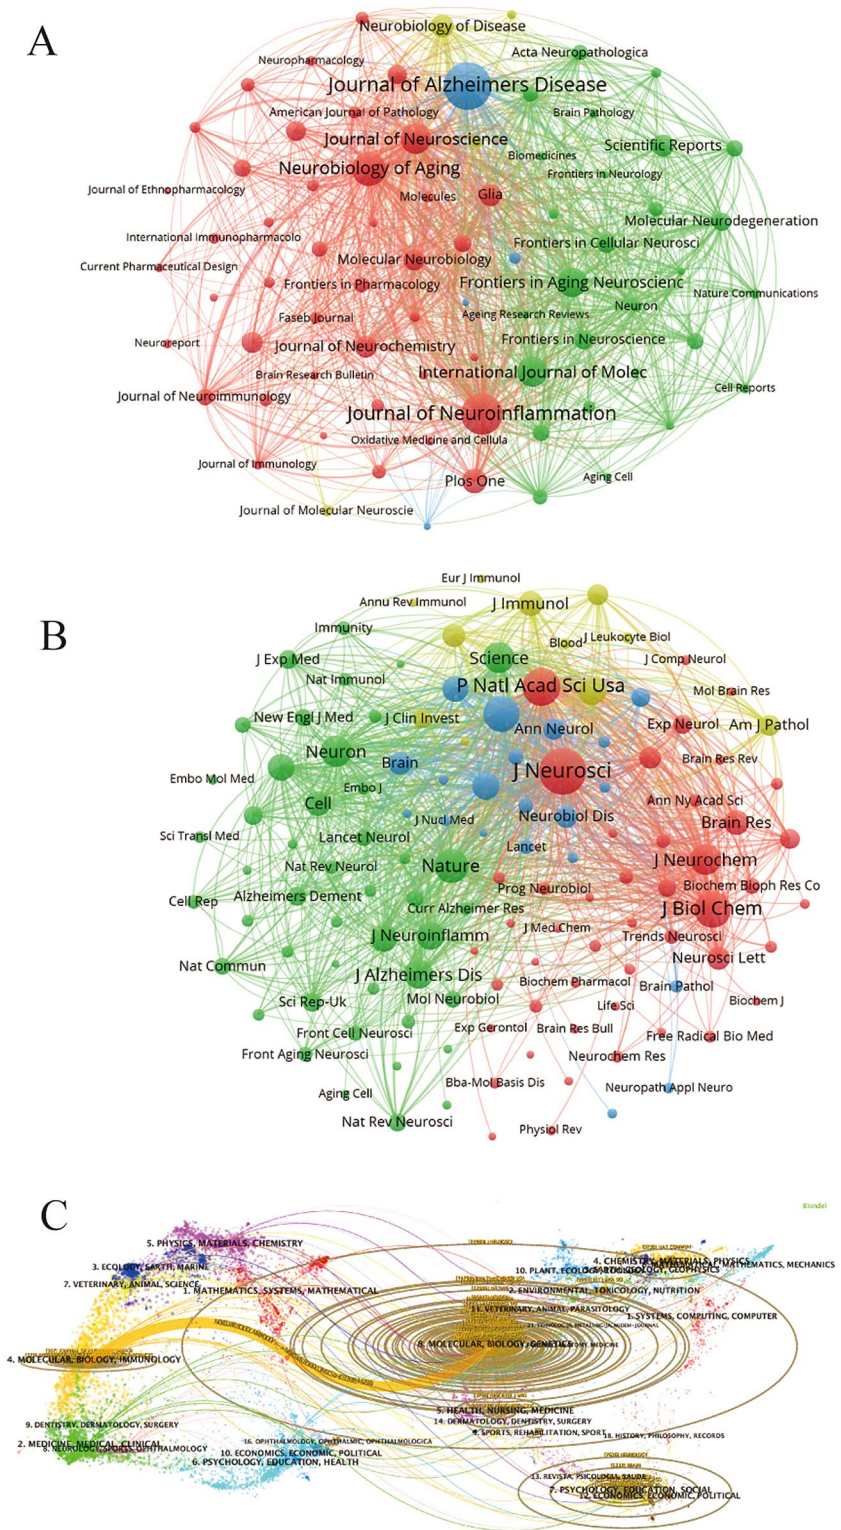 A
Neurobiology of Disease
Acta Neuropathologica
Neuropharmacology
Journal of Alzheimers Disease
American Journal of Pathology
Brain Pathology
Journal of Neuroscience
Scientific Reports
Biomedicines
Neurobiology of Aging
Frontiers in Neurology
Journal of Ethnopharmacology
Molecules
Glia
Molecular Neurodegeneration
International Immunopharmacolo
Frontiers in Cellular Neurosci
Molecular Neurobiology
Current Pharmaceutical Design
Frontiers in Pharmacology
Frontiers in Aging Neuroscienc
Nature Communications
Neuron
Faseb Journal
Ageing Research Reviews
Neuroreport
Journal of Neurochemistry
Frontiers in Neuroscience
Brain Research Bulletin
International Journal of Molec
Cell Reports
Journal of Neuroimmunology
Journal of Neuroinflammation
Oxidative Medicine and Cellula
Journal of Immunology
Plos One
Aging Cell
Journal of Molecular Neuroscie
B
Eur J Immunol
Annu Rev Immunol
J Immunol
Immunity
Blood
J Leukocyte Biol
J Exp Med
Science
J Comp Neurol
Nat Immunol
P Natl Acad Sci Usa
Mol Brain Res
New Engl J Med
J Clin Invest
Ann Neurol
Exp Neurol
Am J Pathol
Neuron
Brain
J Neurosci
Brain Res Rev
Embo Mol Med
Embo J
Cell
Ann Ny Acad Sci
J Nucl Med
Neurobiol Dis
Brain Res
Sci Transl Med
Lancet Neurol
Lancet
Nat Rev Neurol
Nature
J Neurochem
Prog Neurobiol
Biochem Bioph Res Co
Cell Rep
Alzheimers Dement
Curr Alzheimer Res
J Biol Chem
J Med Chem
J Neuroinflamm
Trends Neurosci
Nat Commun
Neurosci Lett
J Alzheimers Dis
Biochem Pharmacol
Brain Pathol
Sci Rep-Uk
Mol Neurobiol
Life Sci
Biochem J
Front Cell Neurosci
Exp Gerontol
Brain Res Bull
Free Radical Bio Med
Front Aging Neurosci
Neurochem Res
Bba-Mol Basis Dis
Neuropath Appl Neuro
Aging Cell
Nat Rev Neurosci
Physiol Rev
C
Blondel
5. PHYSICS, MATERIALS, CHEMISTRY
4. CHEMISTRY, MATERIALS, PHYSICS
MATHEMATICAL, MATHEMATICS, MECHANICS
3. ECOLOGY, EARTH, MARINE
10. PLANT, ECOLOGY, ZOOLOGY
GEOLOGY, GEOPHYSICS
7. VETERINARY, ANIMAL, SCIENCE
1. MATHEMATICS, SYSTEMS, MATHEMATICAL
2. ENVIRONMENTAL, TOXICOLOGY, NUTRITION
11. VETERINARY, ANIMAL, PARASITOLOGY
1. SYSTEMS, COMPUTING, COMPUTER
8. MOLECULAR, BIOLOGY, GENETICS
4. MOLECULAR, BIOLOGY, IMMUNOLOGY
5. HEALTH, NURSING, MEDICINE
14. DERMATOLOGY, DENTISTRY, SURGERY
9. DENTISTRY, DERMATOLOGY, SURGERY
9. SPORTS, REHABILITATION, SPORT
18. HISTORY, PHILOSOPHY, RECORDS
16. OPHTHALMOLOGY, OPHTHALMIC, OPHTHALMOLOGICA
2. MEDICINE, MEDICAL, CLINICAL
8. NEUROLOGY, SPORTS, OPHTHALMOLOGY
10. ECONOMICS, ECONOMIC, POLITICAL
6. PSYCHOLOGY, EDUCATION, HEALTH
13. REVISTA, PSICOLOGIA, SAUDE
7. PSYCHOLOGY, EDUCATION, SOCIAL
12. ECONOMICS, ECONOMIC, POLITICAL